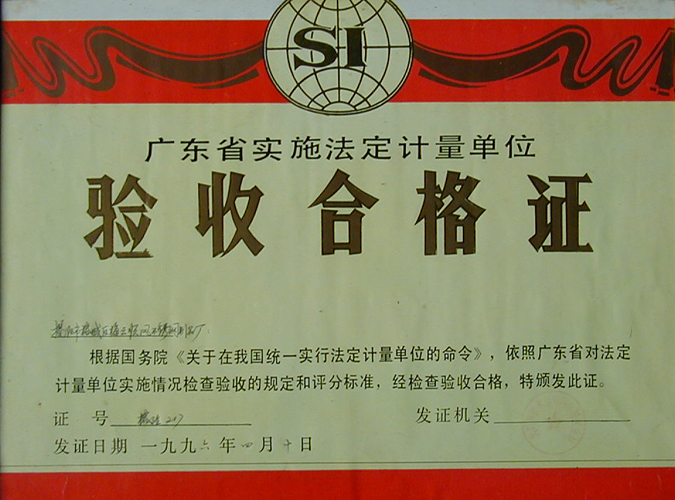 SI
广东省实施法定计量单位
验收合格证
根据国务院《关于在我国统一实行法定计量单位的命令》，依照广东省对法定
计量单位实施情况检查验收的规定和评分标准，经检查验收合格，特颁发此证。
证 号 207
发证机关
发证日期 一九九六年四月十日